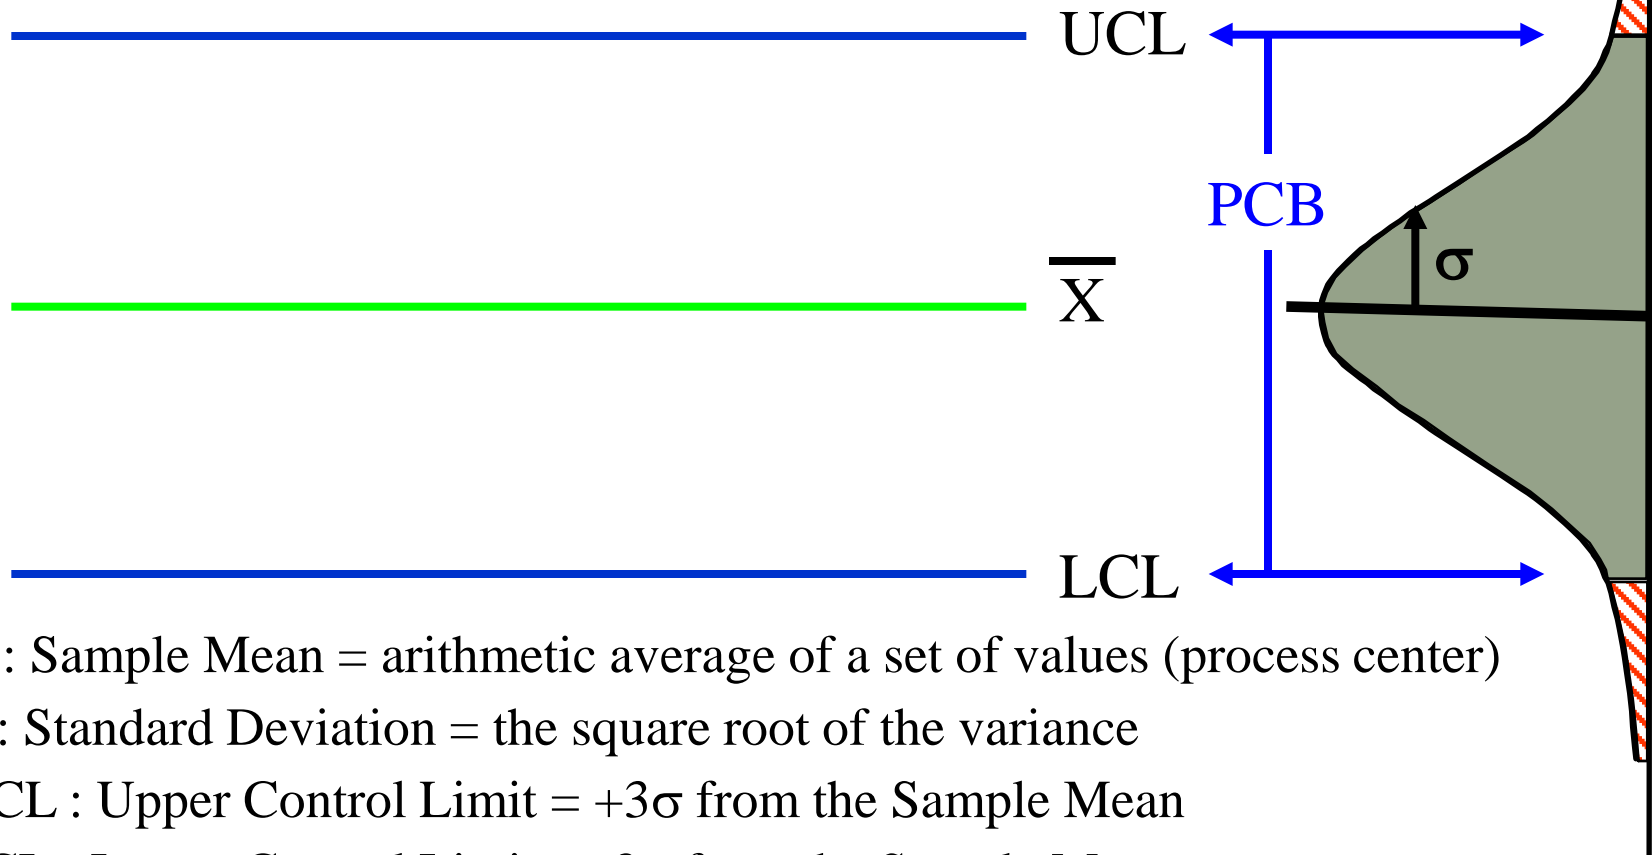 UCL
PCB
σ
X
LCL
: Sample Mean = arithmetic average of a set of values (process center)
: Standard Deviation = the square root of the variance
CL : Upper Control Limit = +3σ from the Sample Mean